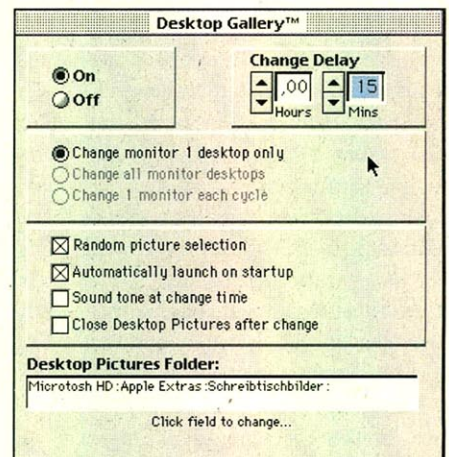 Desktop Gallery™
On
Off
Change Delay
,00
15
Hours
Mins
Change monitor 1 desktop only
Change all monitor desktops
Change 1 monitor each cycle
Random picture selection
Automatically launch on startup
Sound tone at change time
Close Desktop Pictures after change
Desktop Pictures Folder:
Microtosh HD:Apple Extras:Schreibtischbilder:
Click field to change...